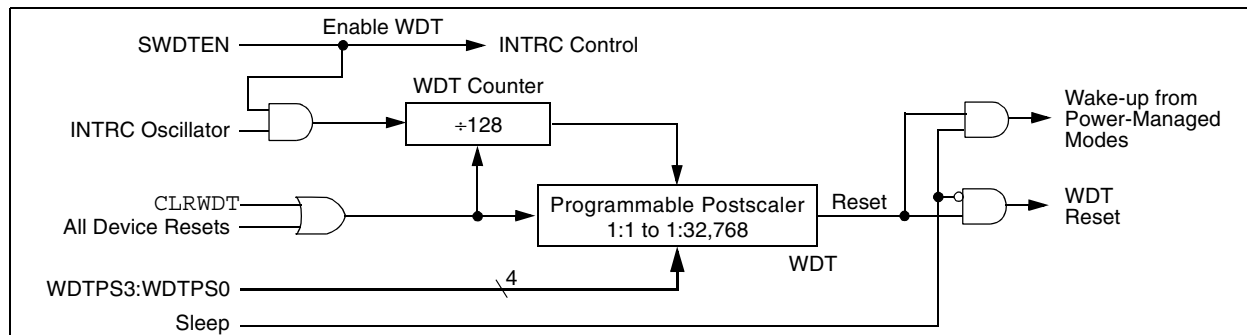 Enable WDT
SWDTEN
INTRC Control
WDT Counter
INTRC Oscillator
÷128
Wake-up from
Power-Managed
Modes
CLRWDT
All Device Resets
Programmable Postscaler
1:1 to 1:32,768
Reset
WDT
Reset
WDT
4
WDTPS3:WDTPS0
Sleep